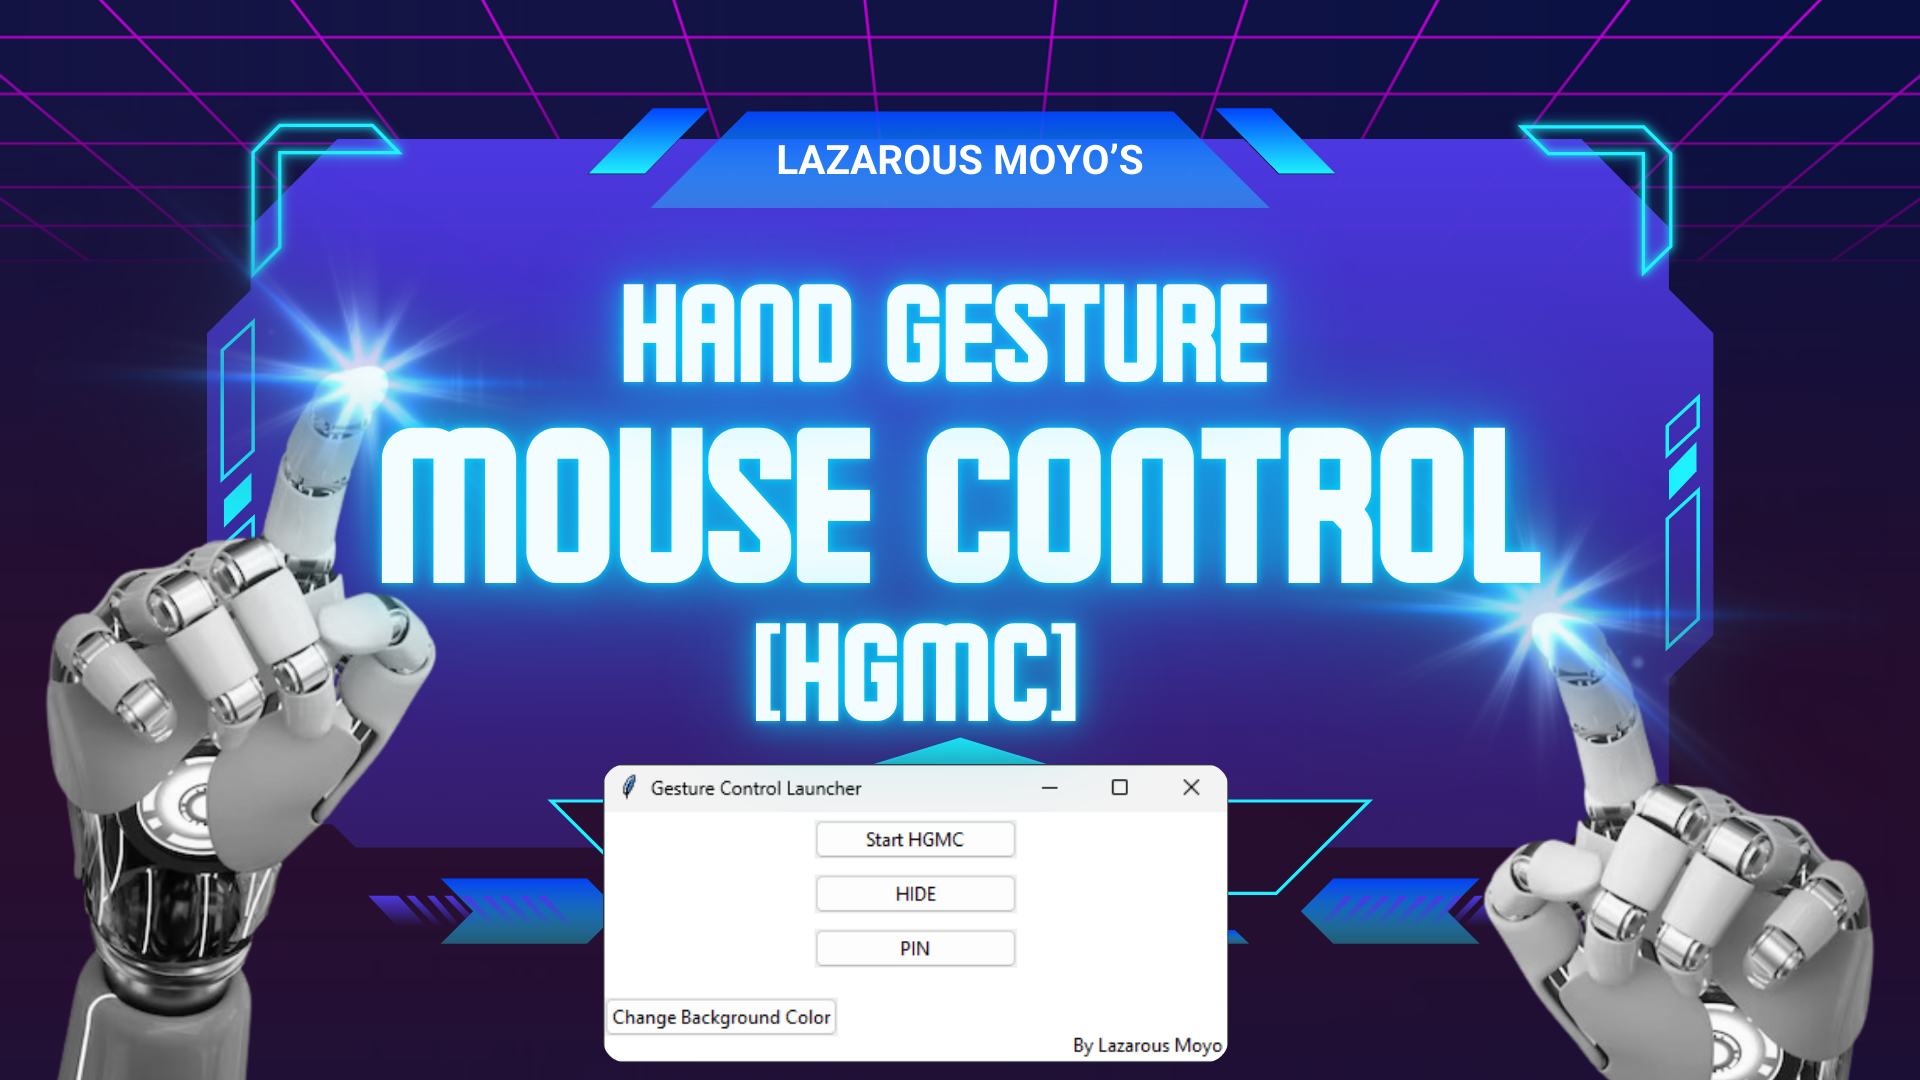 LAZAROUS MOYO’S
HAND GESTURE
MOUSE CONTROL
[HGMC]
Gesture Control Launcher
Start HGMC
HIDE
PIN
Change Background Color
By Lazarous Moyo